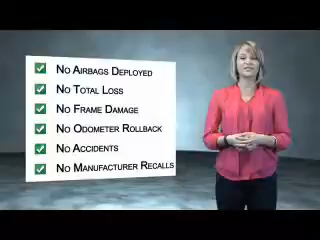 No Airbags Deployed
No Total Loss
No Frame Damage
No Odometer Rollback
No Accidents
No Manufacturer Recalls